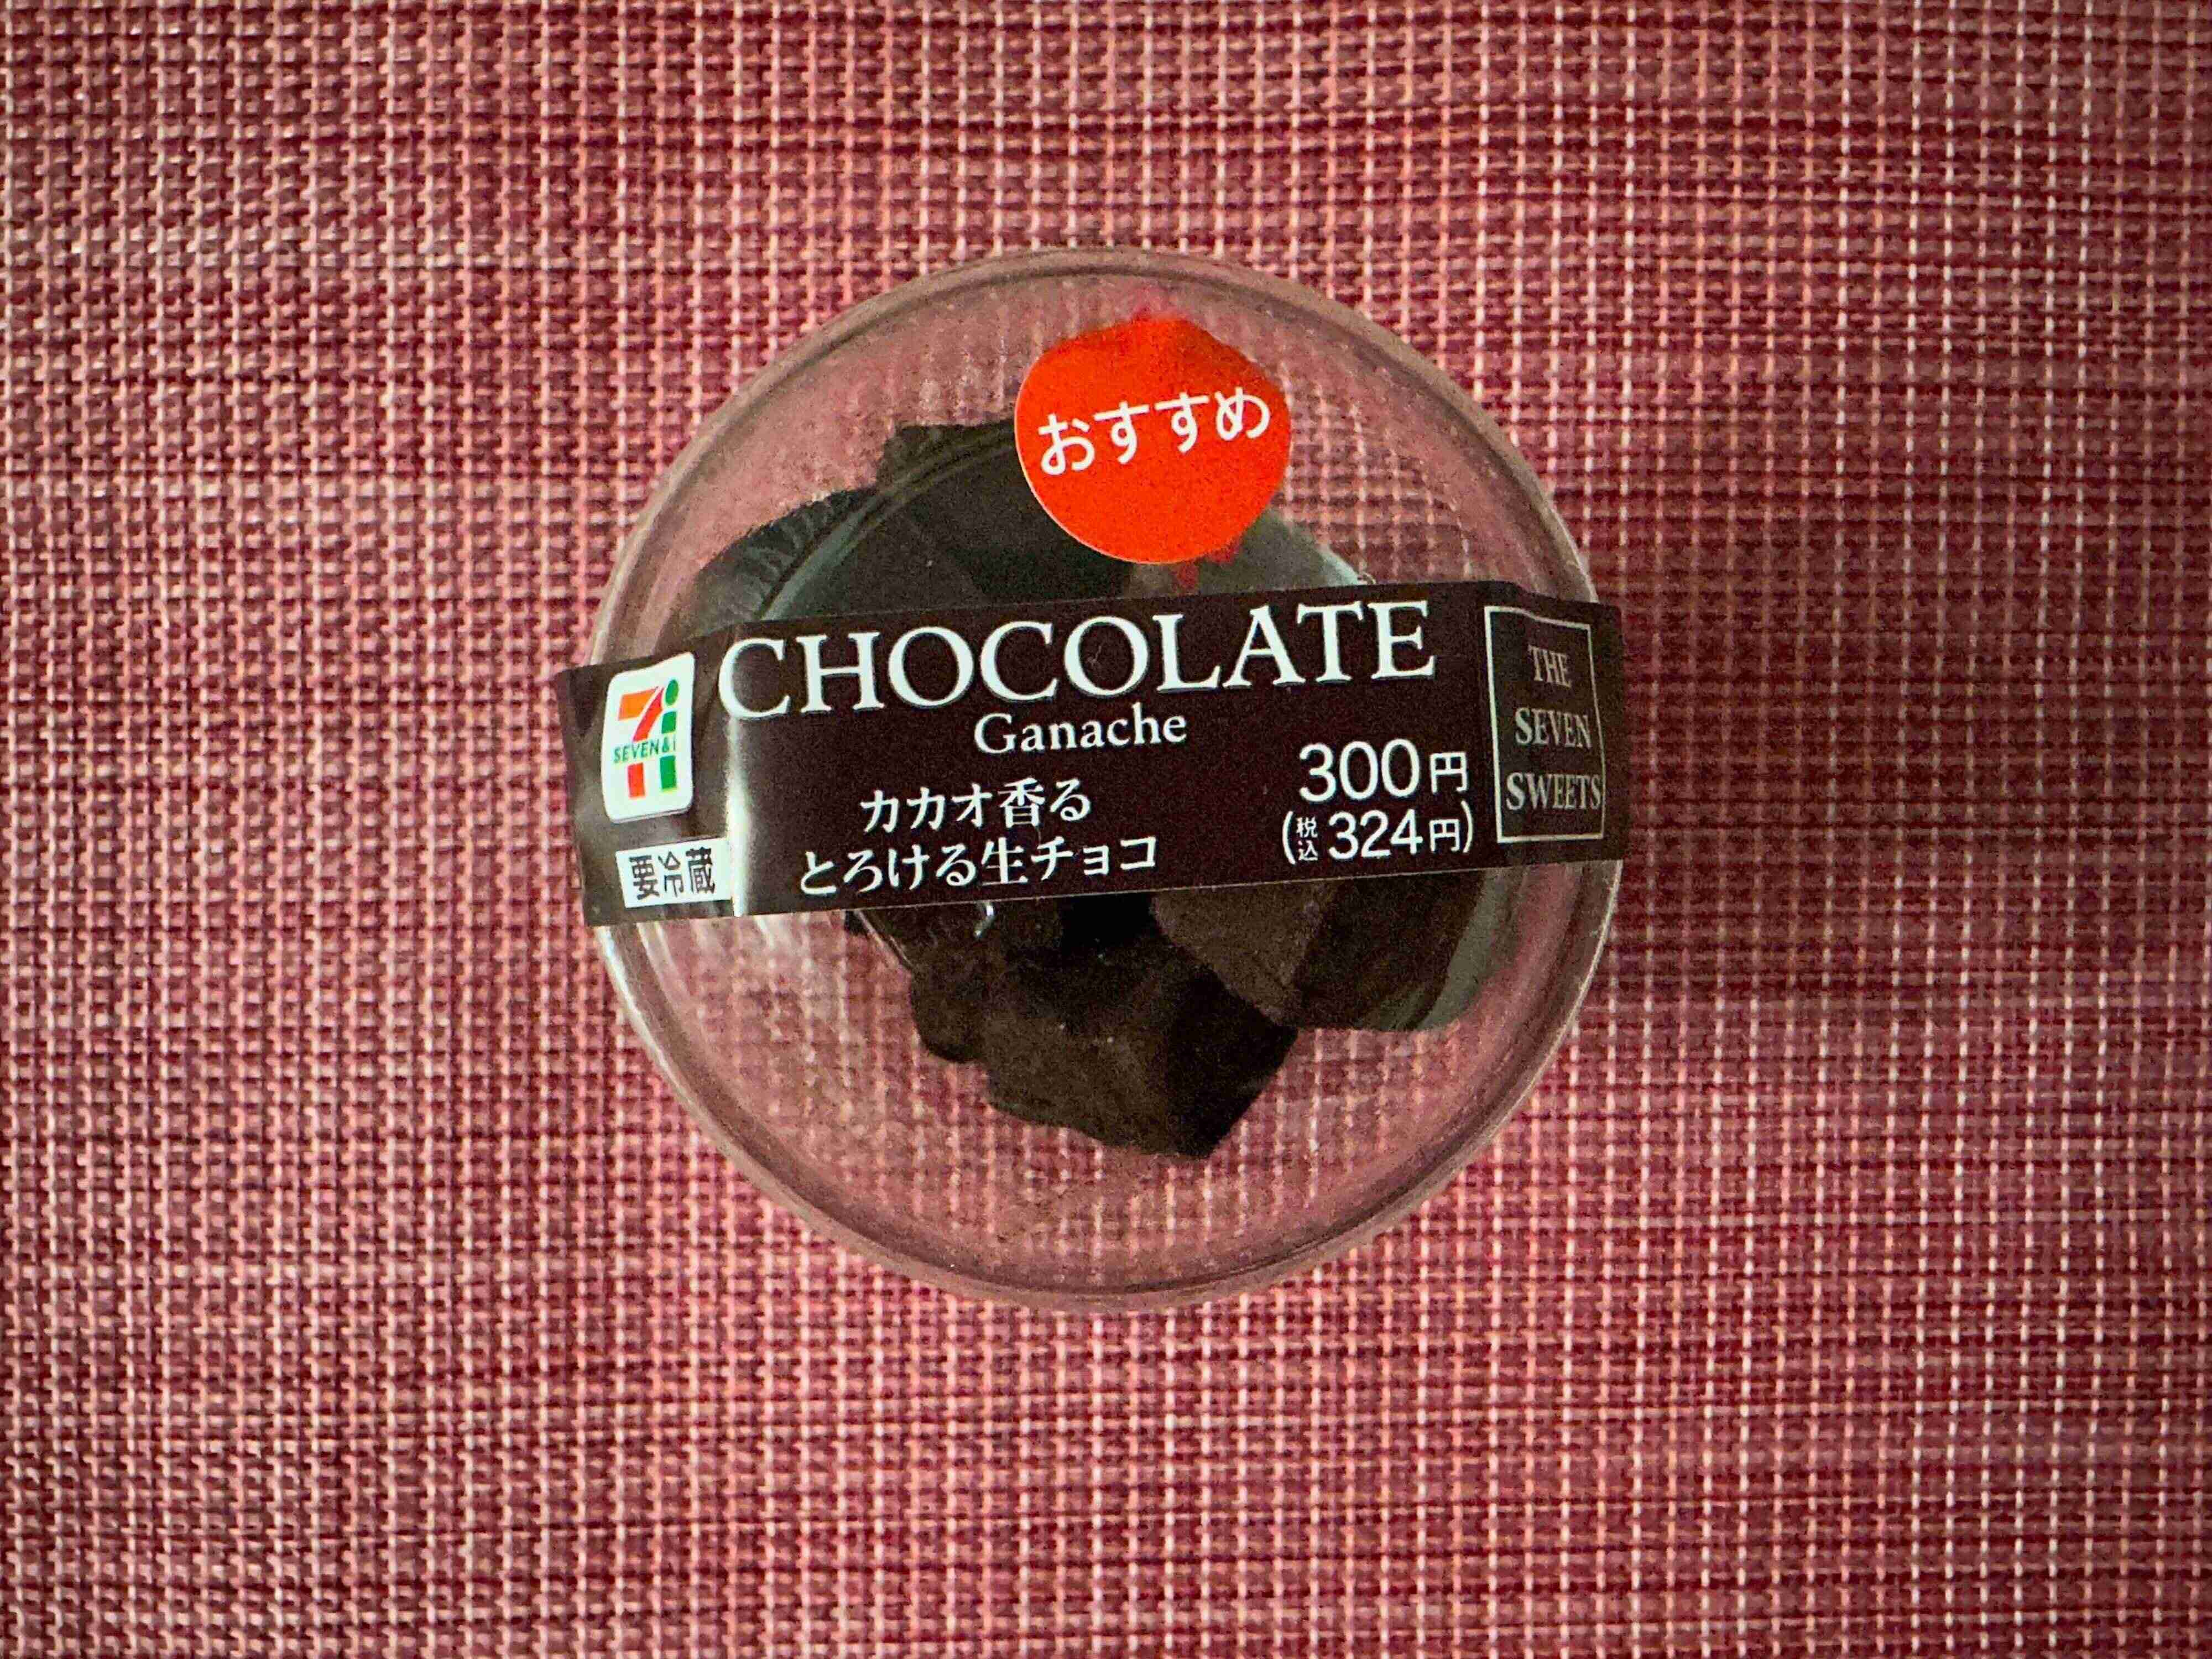 おすすめ
SEVEN&i
要冷蔵
CHOCOLATE
Ganache
カカオ香る
とろける生チョコ
300円
(税込324円)
THE
SEVEN
SWEETS